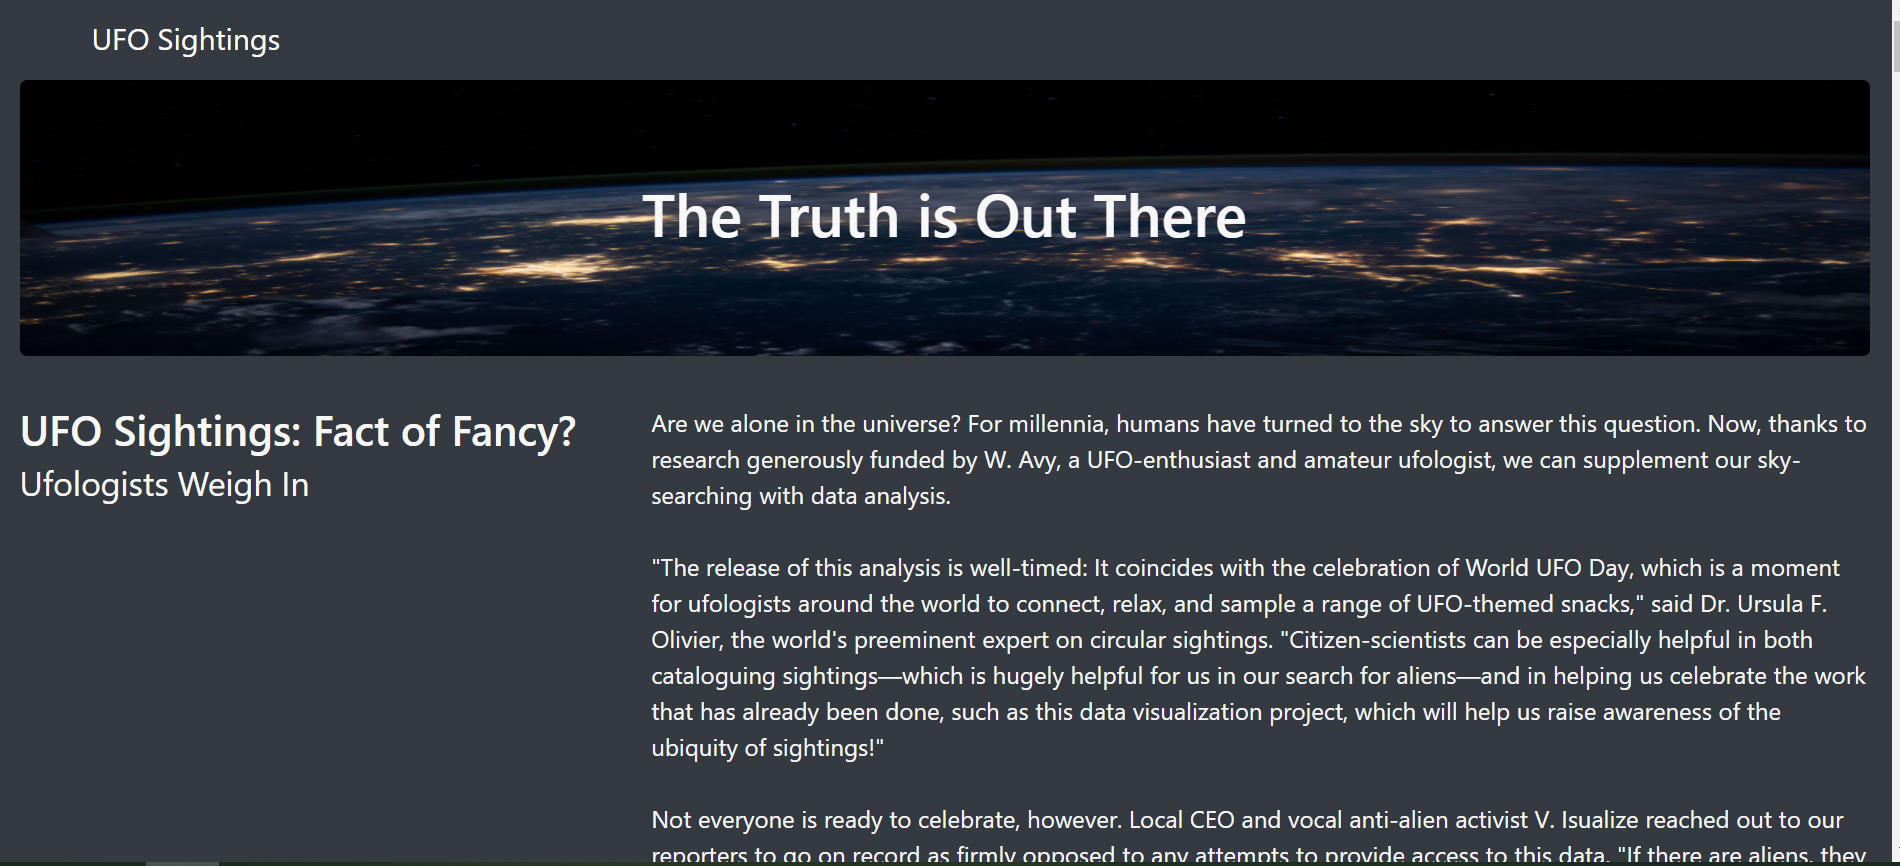 UFO Sightings
The Truth is Out There
UFO Sightings: Fact of Fancy?
Ufologists Weigh In
Are we alone in the universe? For millennia, humans have turned to the sky to answer this question. Now, thanks to
research generously funded by W. Avy, a UFO-enthusiast and amateur ufologist, we can supplement our sky-
searching with data analysis.
"The release of this analysis is well-timed: It coincides with the celebration of World UFO Day, which is a moment
for ufologists around the world to connect, relax, and sample a range of UFO-themed snacks," said Dr. Ursula F.
Olivier, the world's preeminent expert on circular sightings. "Citizen-scientists can be especially helpful in both
cataloguing sightings—which is hugely helpful for us in our search for aliens—and in helping us celebrate the work
that has already been done, such as this data visualization project, which will help us raise awareness of the
ubiquity of sightings!"
Not everyone is ready to celebrate, however. Local CEO and vocal anti-alien activist V. Isualize reached out to our
reporters to go on record as firmly opposed to any attempts to provide access to this data. "If there are aliens, they